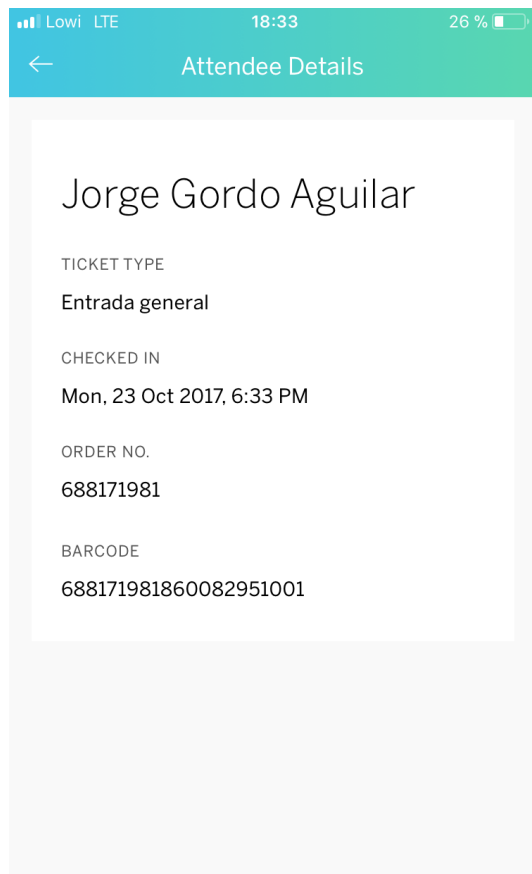 Lowi LTE 18:33 26 %
Attendee Details
Jorge Gordo Aguilar
TICKET TYPE
Entrada general
CHECKED IN
Mon, 23 Oct 2017, 6:33 PM
ORDER NO.
688171981
BARCODE
688171981860082951001